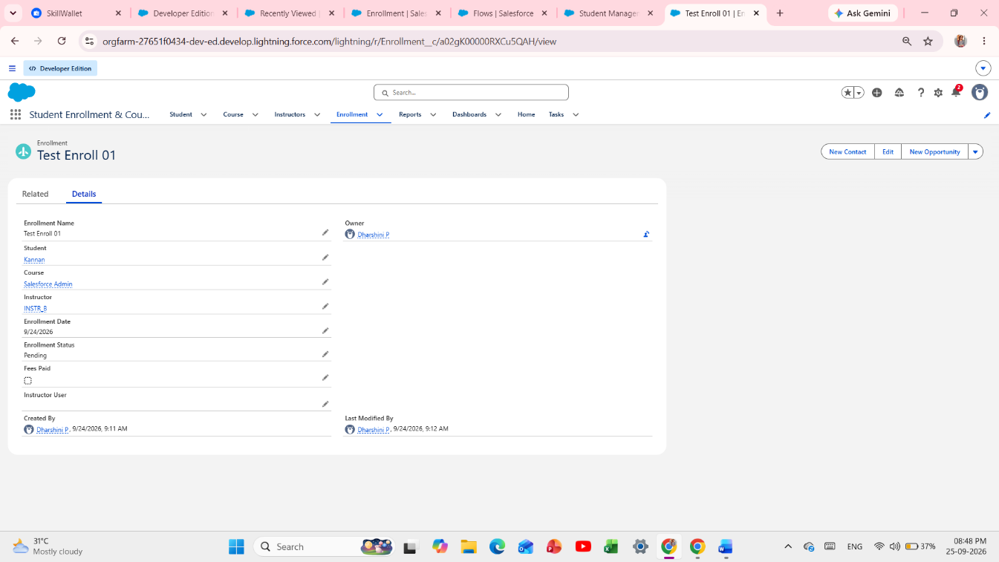 SkillWallet
Developer Edition
Recently Viewed |
Enrollment | Sales
Flows | Salesforce
Student Manager
Test Enroll 01 | En
Ask Gemini
orgfarm-27651f0434-dev-ed.develop.lightning.force.com/lightning/r/Enrollment__c/a02gK00000RXCu5QAH/view
Developer Edition
Search...
2
Student Enrollment & Cou...
Student
Course
Instructors
Enrollment
Reports
Dashboards
Home
Tasks
Enrollment
Test Enroll 01
New Contact
Edit
New Opportunity
Related
Details
Enrollment Name
Test Enroll 01
Owner
Dharshini P
Student
Kannan
Course
Salesforce Admin
Instructor
INSTR_B
Enrollment Date
9/24/2026
Enrollment Status
Pending
Fees Paid
Instructor User
Created By
Dharshini P, 9/24/2026, 9:11 AM
Last Modified By
Dharshini P, 9/24/2026, 9:12 AM
31°C
Mostly cloudy
Search
ENG
37%
08:48 PM
25-09-2026